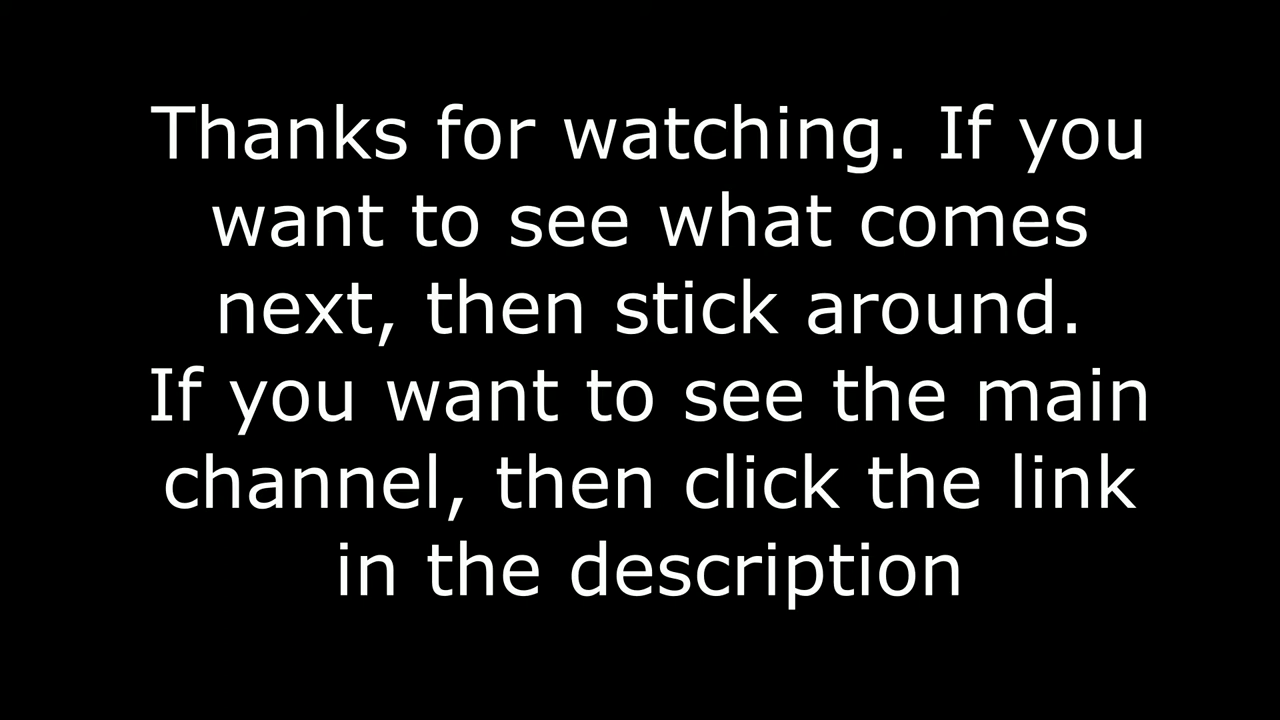 Thanks for watching. If you
want to see what comes
next, then stick around.
If you want to see the main
channel, then click the link
in the description